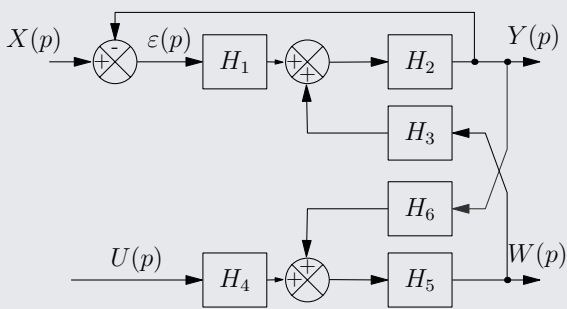 X(p)
-
+
ε(p)
H₁
+
+
H₂
Y(p)
H₃
H₆
U(p)
H₄
+
+
H₅
W(p)